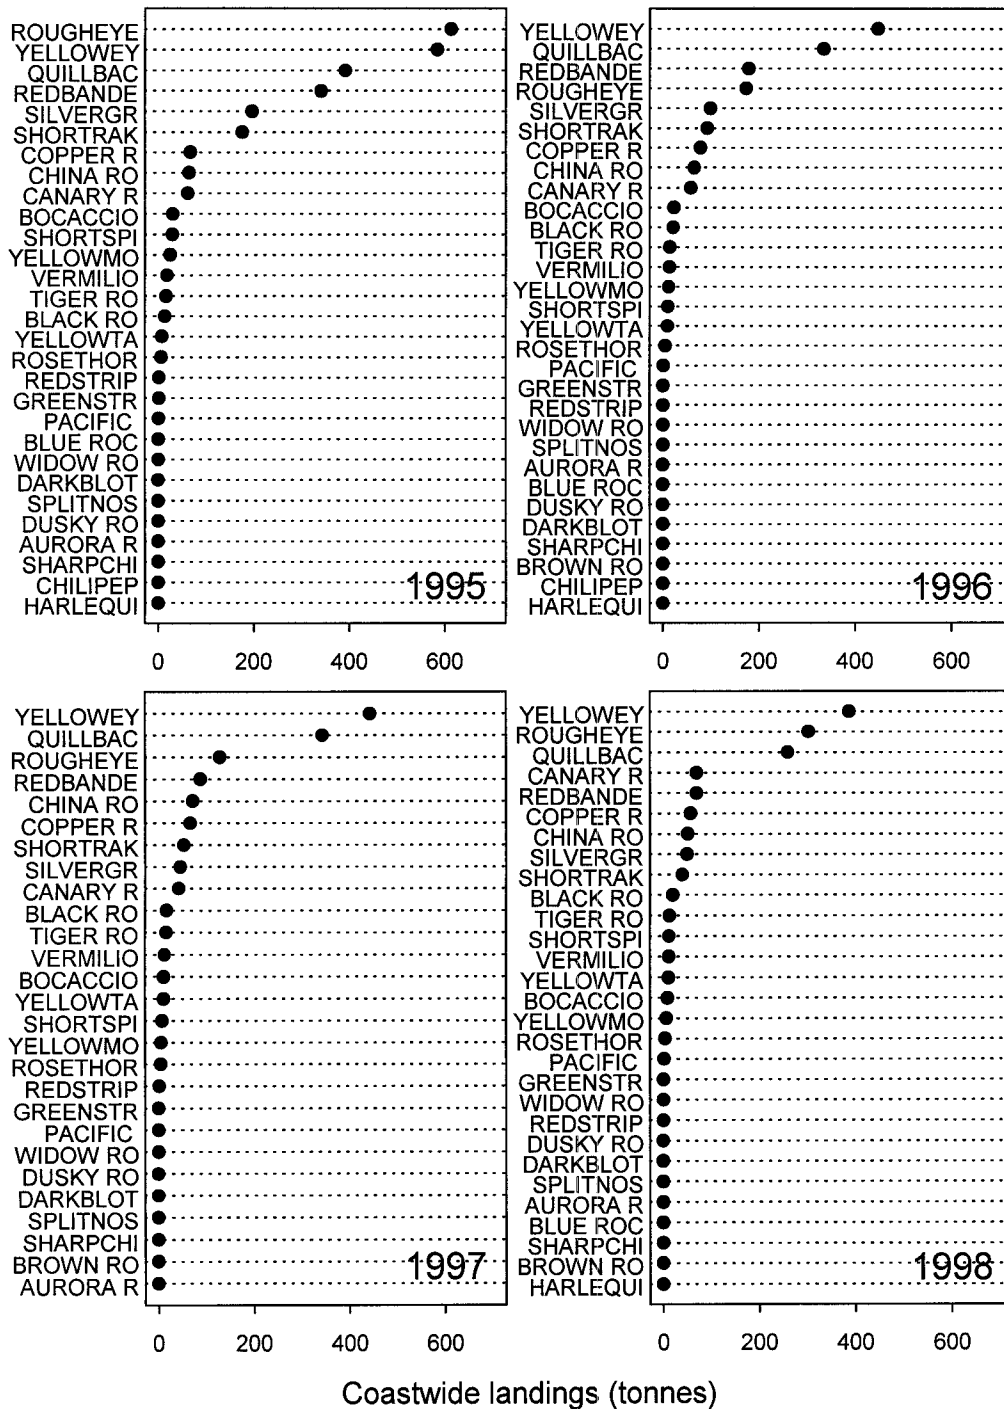 ROUGHEYE
YELLOWEY
QUILLBAC
REDBANDE
SILVERGR
SHORTRAK
COPPER R
CHINA RO
CANARY R
BOCACCIO
SHORTSPI
YELLOWMO
VERMILIO
TIGER RO
BLACK RO
YELLOWTA
ROSETHOR
REDSTRIP
GREENSTR
PACIFIC
BLUE ROC
WIDOW RO
DARKBLOT
SPLITNOS
DUSKY RO
AURORA R
SHARPCHI
CHILIPEP
HARLEQUI
1995
0 200 400 600
YELLOWEY
QUILLBAC
REDBANDE
ROUGHEYE
SILVERGR
SHORTRAK
COPPER R
CHINA RO
CANARY R
BOCACCIO
BLACK RO
TIGER RO
VERMILIO
YELLOWMO
SHORTSPI
YELLOWTA
ROSETHOR
PACIFIC
GREENSTR
REDSTRIP
WIDOW RO
SPLITNOS
AURORA R
BLUE ROC
DUSKY RO
DARKBLOT
SHARPCHI
BROWN RO
CHILIPEP
HARLEQUI
1996
0 200 400 600
YELLOWEY
QUILLBAC
ROUGHEYE
REDBANDE
CHINA RO
COPPER R
SHORTRAK
SILVERGR
CANARY R
BLACK RO
TIGER RO
VERMILIO
BOCACCIO
YELLOWTA
SHORTSPI
YELLOWMO
ROSETHOR
REDSTRIP
GREENSTR
PACIFIC
WIDOW RO
DUSKY RO
DARKBLOT
SPLITNOS
SHARPCHI
BROWN RO
AURORA R
1997
0 200 400 600
YELLOWEY
ROUGHEYE
QUILLBAC
CANARY R
REDBANDE
COPPER R
CHINA RO
SILVERGR
SHORTRAK
BLACK RO
TIGER RO
SHORTSPI
VERMILIO
YELLOWTA
BOCACCIO
YELLOWMO
ROSETHOR
PACIFIC
GREENSTR
WIDOW RO
REDSTRIP
DUSKY RO
DARKBLOT
SPLITNOS
AURORA R
BLUE ROC
SHARPCHI
BROWN RO
HARLEQUI
1998
0 200 400 600
Coastwide landings (tonnes)